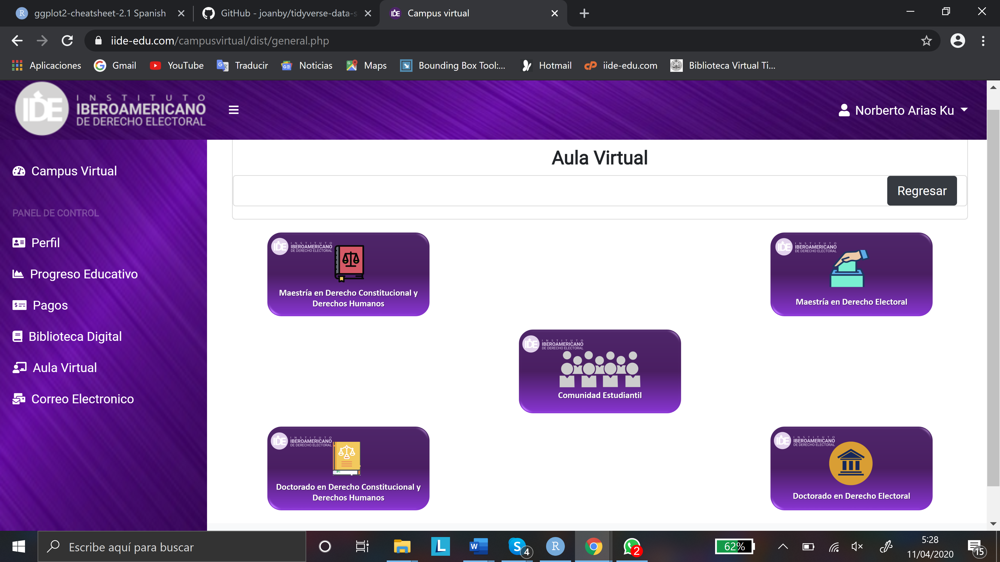 ggplot2-cheatsheet-2.1 Spanish
GitHub - joanby/tidyverse-data-s
Campus virtual
iide-edu.com/campusvirtual/dist/general.php
Aplicaciones Gmail YouTube Traducir Noticias Maps Bounding Box Tool:... Hotmail iide-edu.com Biblioteca Virtual Ti...
IDE
INSTITUTO
IBEROAMERICANO
DE DERECHO ELECTORAL
Norberto Arias Ku
Campus Virtual
PANEL DE CONTROL
Perfil
Progreso Educativo
Pagos
Biblioteca Digital
Aula Virtual
Correo Electronico
Aula Virtual
Regresar
IDE
INSTITUTO
IBEROAMERICANO
DE DERECHO ELECTORAL
Maestría en Derecho Constitucional y
Derechos Humanos
IDE
INSTITUTO
IBEROAMERICANO
DE DERECHO ELECTORAL
Maestría en Derecho Electoral
IDE
INSTITUTO
IBEROAMERICANO
DE DERECHO ELECTORAL
Comunidad Estudiantil
IDE
INSTITUTO
IBEROAMERICANO
DE DERECHO ELECTORAL
Doctorado en Derecho Constitucional y
Derechos Humanos
IDE
INSTITUTO
IBEROAMERICANO
DE DERECHO ELECTORAL
Doctorado en Derecho Electoral
Escribe aquí para buscar
L
W
S
4
R
2
62%
5:28
11/04/2020
15